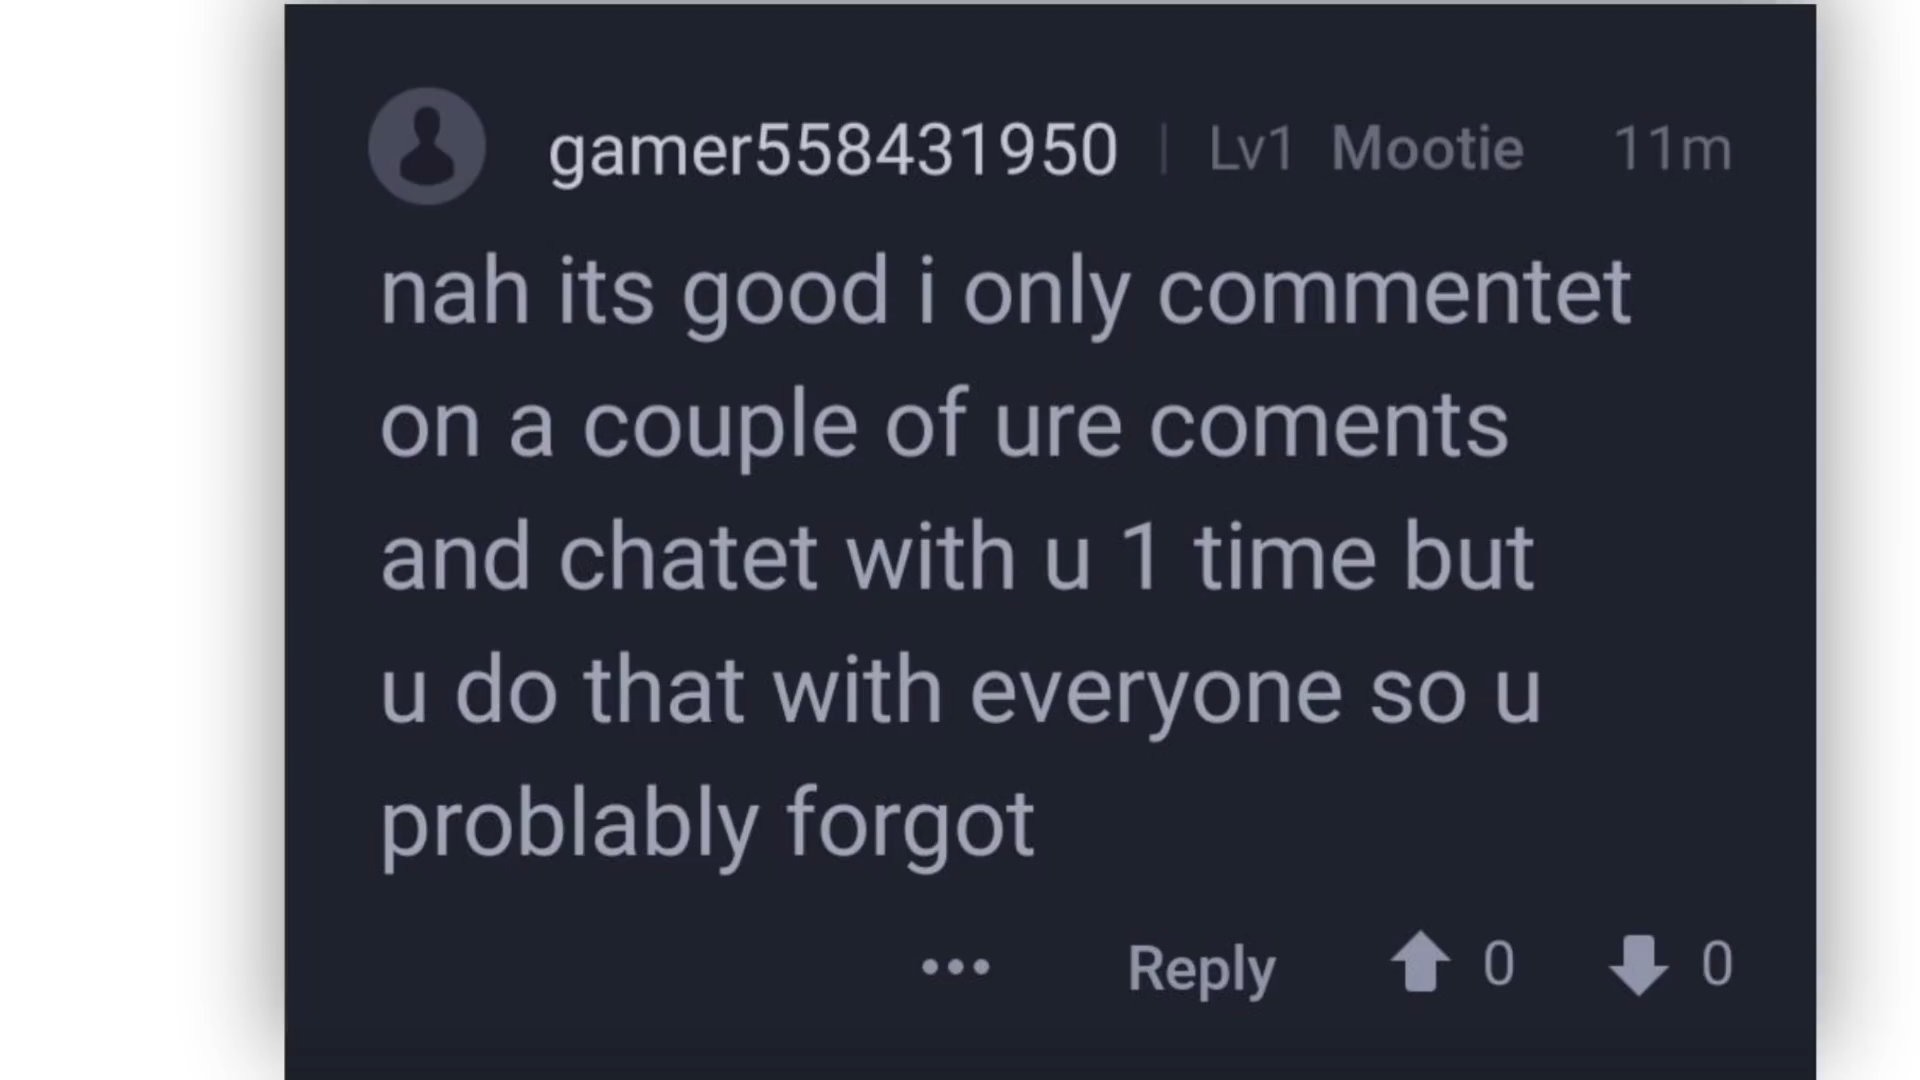 gamer558431950 | Lv1 Mootie 11m
nah its good i only commentet
on a couple of ure coments
and chatet with u 1 time but
u do that with everyone so u
problably forgot
••• Reply 0 0